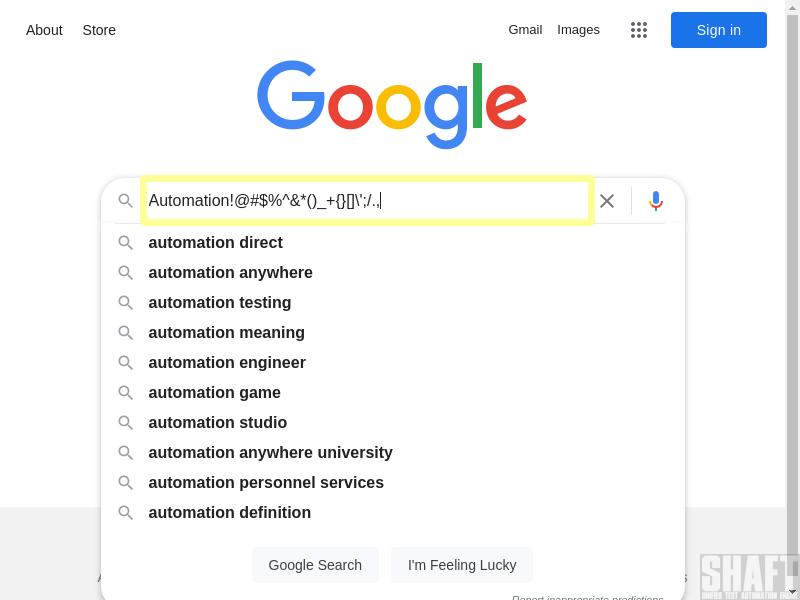 About Store Gmail Images Sign in
Google
Automation!@#$%^&*()_+{}[]\';/.,
automation direct
automation anywhere
automation testing
automation meaning
automation engineer
automation game
automation studio
automation anywhere university
automation personnel services
automation definition
Google Search I'm Feeling Lucky
Report inappropriate predictions
SHAFT